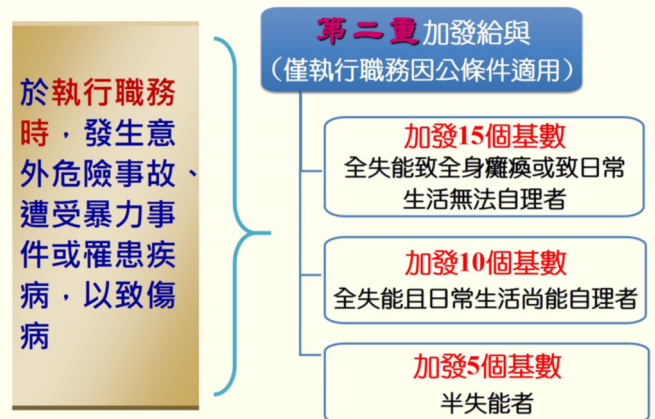 於執行職務
時，發生意
外危險事故、
遭受暴力事
件或罹患疾
病，以致傷
病
第二重加發給與
（僅執行職務因公條件適用）
加發15個基數
全失能致全身癱瘓或致日常
生活無法自理者
加發10個基數
全失能且日常生活尚能自理者
加發5個基數
半失能者